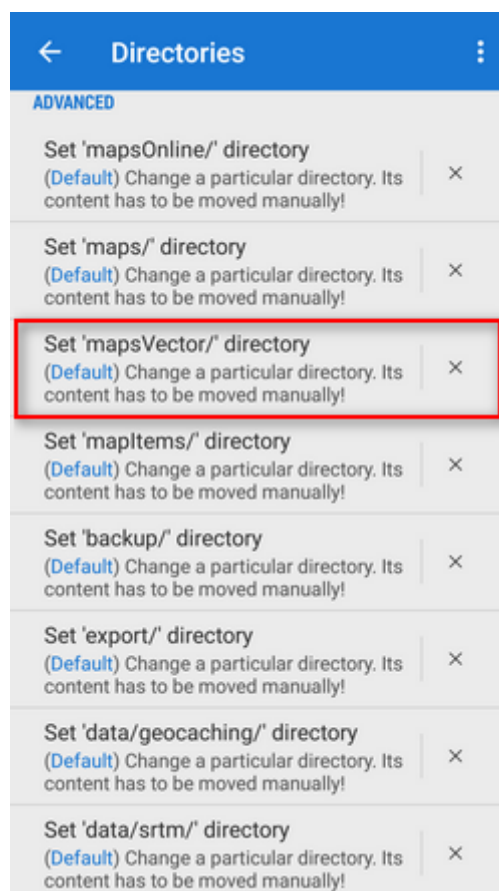 Directories
ADVANCED
Set 'mapsOnline/' directory
(Default) Change a particular directory. Its
content has to be moved manually!
Set 'maps/' directory
(Default) Change a particular directory. Its
content has to be moved manually!
Set 'mapsVector/' directory
(Default) Change a particular directory. Its
content has to be moved manually!
Set 'mapItems/' directory
(Default) Change a particular directory. Its
content has to be moved manually!
Set 'backup/' directory
(Default) Change a particular directory. Its
content has to be moved manually!
Set 'export/' directory
(Default) Change a particular directory. Its
content has to be moved manually!
Set 'data/geocaching/' directory
(Default) Change a particular directory. Its
content has to be moved manually!
Set 'data/srtm/' directory
(Default) Change a particular directory. Its
content has to be moved manually!